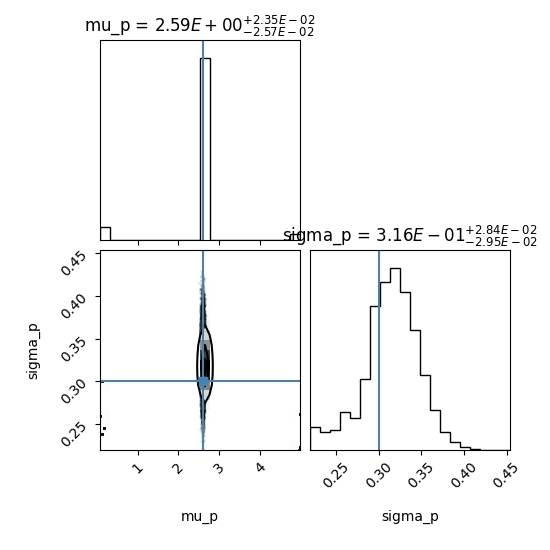 mu_p = 2.59E + 00 +2.35E − 02 −2.57E − 02
sigma_p = 3.16E − 01 +2.84E − 02 −2.95E − 02
0.45
0.40
0.35
0.30
0.25
sigma_p
1 2 3 4
mu_p
0.25 0.30 0.35 0.40 0.45
sigma_p